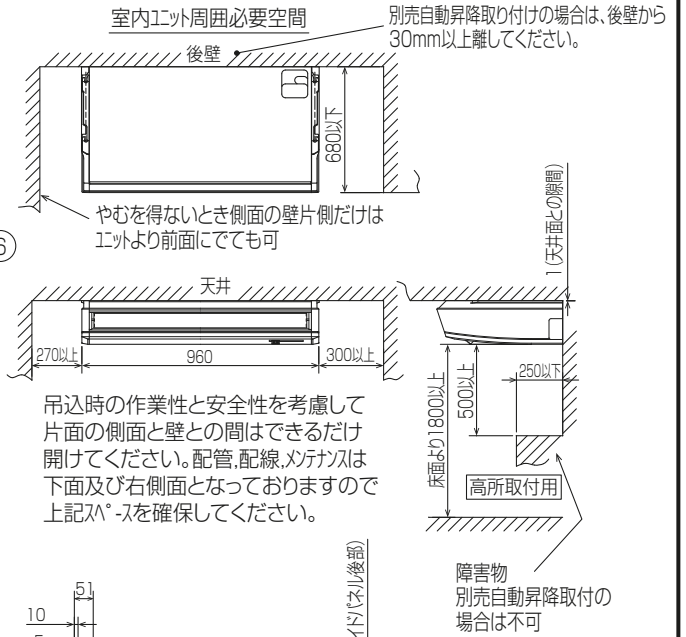 室内ユニット周囲必要空間
別売自動昇降取り付けの場合は、後壁から
30mm以上離してください。
後壁
680以下
やむを得ないとき側面の壁片側だけは
ユニットより前面にでても可
6
1(天井面との隙間)
天井
270以上
960
300以上
床面より1800以上
500以上
250以下
吊込時の作業性と安全性を考慮して
片面の側面と壁との間はできるだけ
開けてください。配管,配線,メンテナンスは
下面及び右側面となっておりますので
上記スペースを確保してください。
高所取付用
障害物
別売自動昇降取付の
場合は不可
51
10
イドパネル後部)